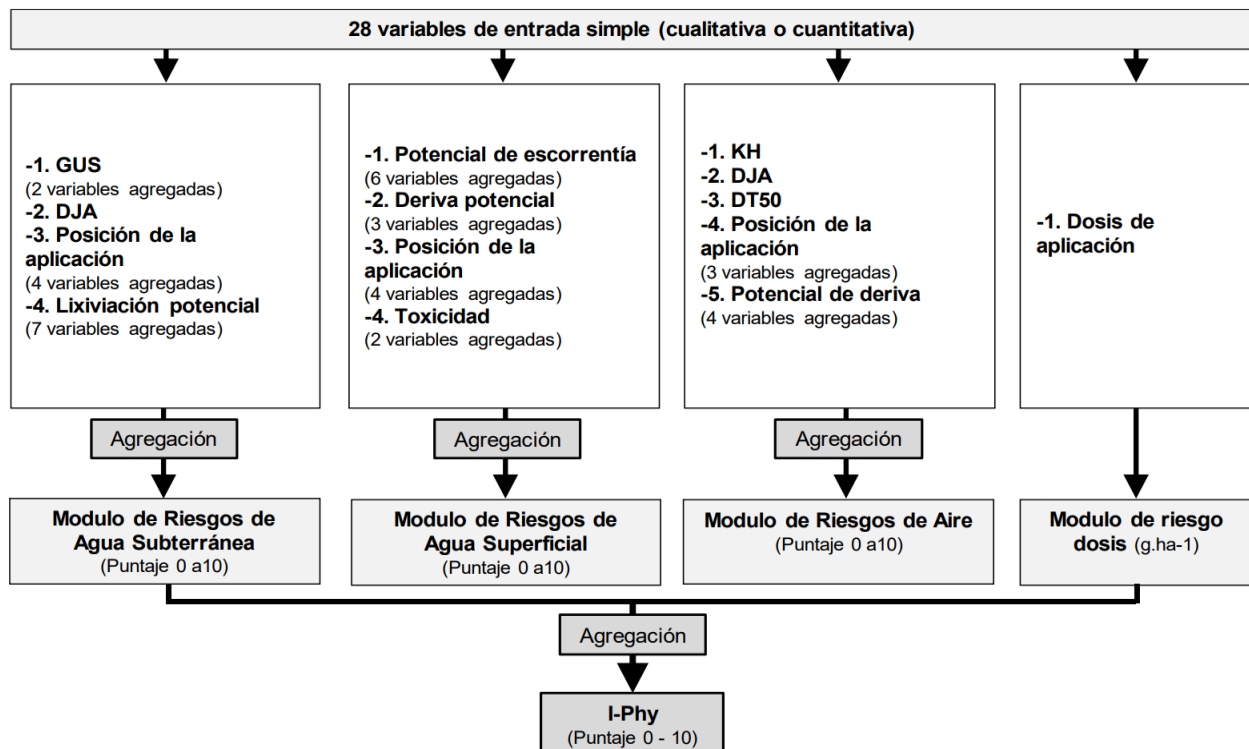 28 variables de entrada simple (cualitativa o cuantitativa)
-1. GUS
(2 variables agregadas)
-2. DJA
-3. Posición de la
aplicación
(4 variables agregadas)
-4. Lixiviación potencial
(7 variables agregadas)
-1. Potencial de escorrentía
(6 variables agregadas)
-2. Deriva potencial
(3 variables agregadas)
-3. Posición de la
aplicación
(4 variables agregadas)
-4. Toxicidad
(2 variables agregadas)
-1. KH
-2. DJA
-3. DT50
-4. Posición de la
aplicación
(3 variables agregadas)
-5. Potencial de deriva
(4 variables agregadas)
-1. Dosis de
aplicación
Agregación
Agregación
Agregación
Modulo de Riesgos de
Agua Subterránea
(Puntaje 0 a10)
Modulo de Riesgos de
Agua Superficial
(Puntaje 0 a10)
Modulo de Riesgos de Aire
(Puntaje 0 a10)
Modulo de riesgo
dosis (g.ha-1)
Agregación
I-Phy
(Puntaje 0 - 10)